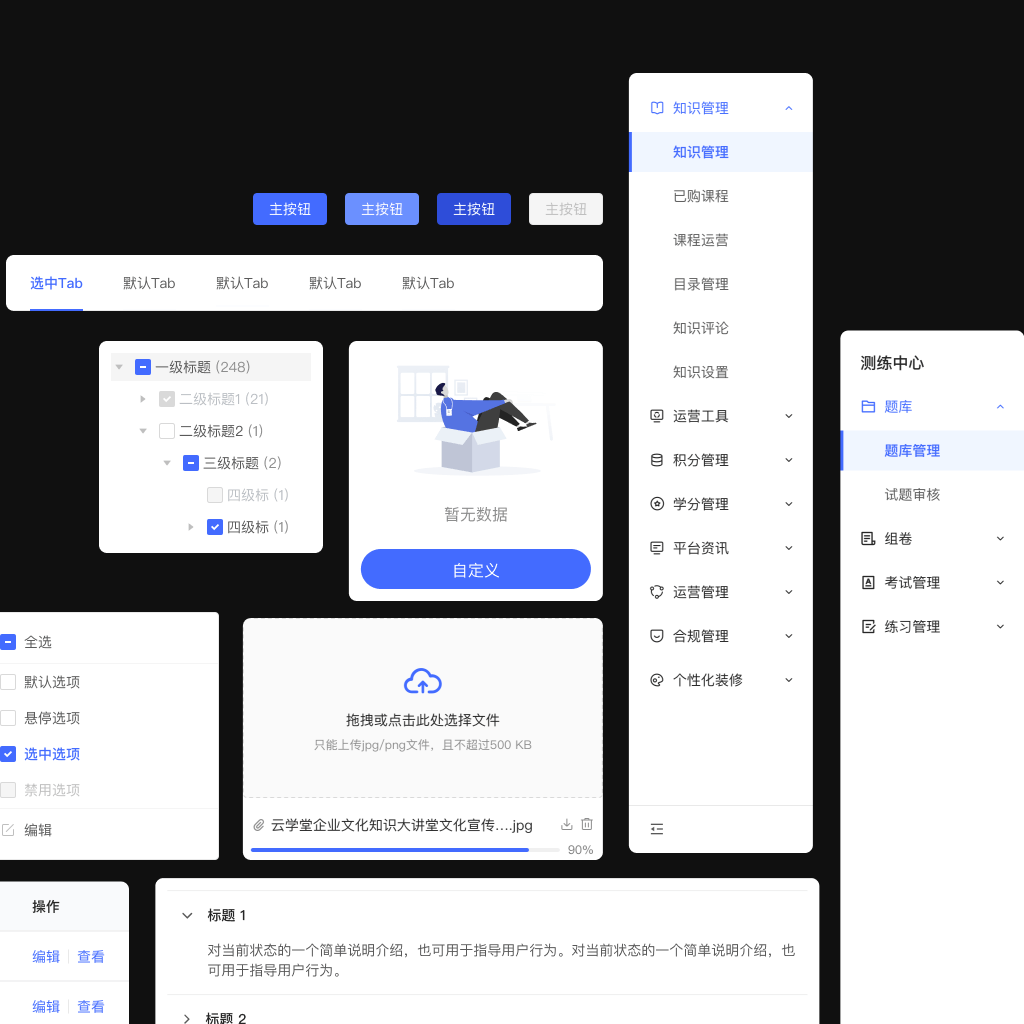 主按钮
主按钮
主按钮
主按钮
选中Tab
默认Tab
默认Tab
默认Tab
默认Tab
一级标题 (248)
二级标题1 (21)
二级标题2 (1)
三级标题 (2)
四级标 (1)
四级标 (1)
暂无数据
自定义
全选
默认选项
悬停选项
选中选项
禁用选项
编辑
拖拽或点击此处选择文件
只能上传jpg/png文件，且不超过500 KB
云学堂企业文化知识大讲堂文化宣传....jpg
90%
知识管理
知识管理
已购课程
课程运营
目录管理
知识评论
知识设置
运营工具
积分管理
学分管理
平台资讯
运营管理
合规管理
个性化装修
测练中心
题库
题库管理
试题审核
组卷
考试管理
练习管理
操作
编辑 查看
编辑 查看
标题 1
对当前状态的一个简单说明介绍，也可用于指导用户行为。对当前状态的一个简单说明介绍，也
可用于指导用户行为。
标题 2